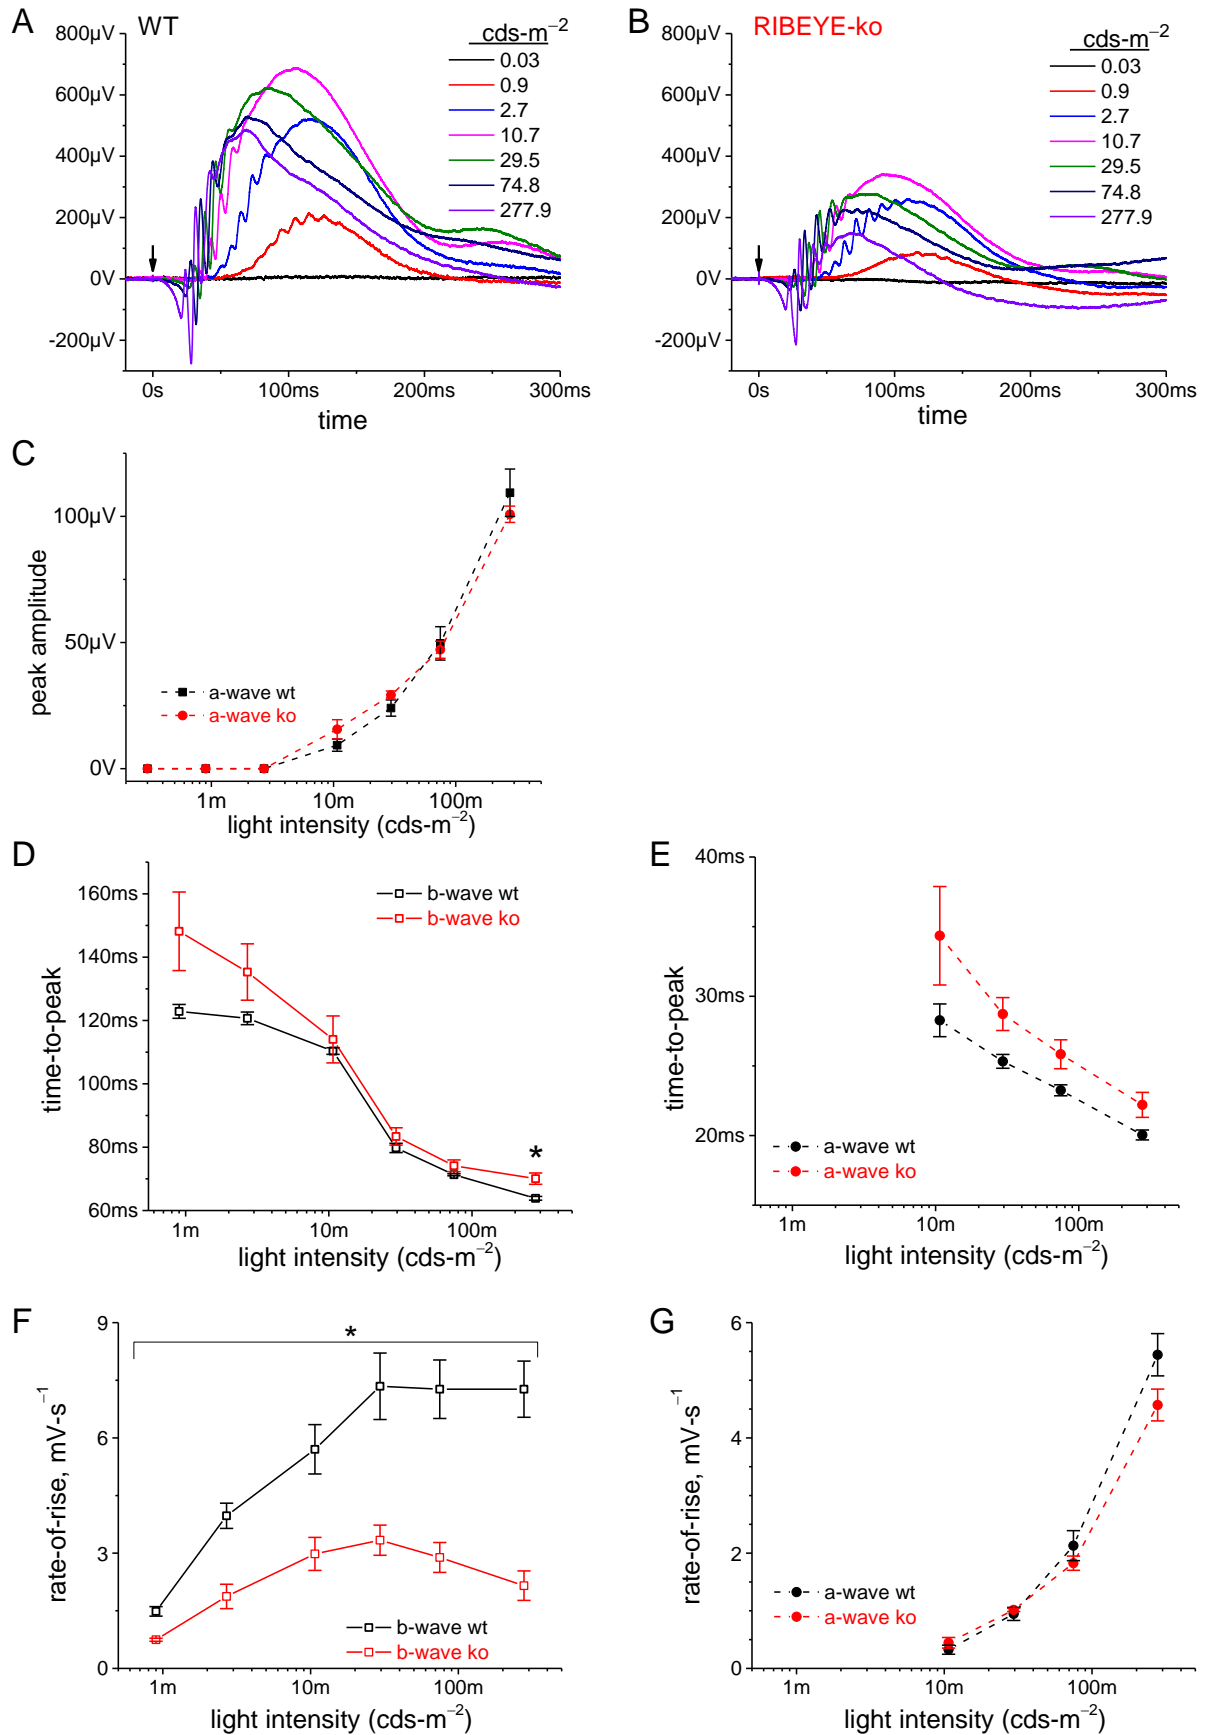 A WT
cds-m⁻²
800µV
600µV
400µV
200µV
0V
-200µV
0.03
0.9
2.7
10.7
29.5
74.8
277.9
0s 100ms 200ms 300ms
time
B RIBEYE-ko
cds-m⁻²
800µV
600µV
400µV
200µV
0V
-200µV
0.03
0.9
2.7
10.7
29.5
74.8
277.9
0s 100ms 200ms 300ms
time
C
peak amplitude
100µV
50µV
0V
a-wave wt
a-wave ko
1m 10m 100m
light intensity (cds-m⁻²)
D
time-to-peak
160ms
140ms
120ms
100ms
80ms
60ms
b-wave wt
b-wave ko
*
1m 10m 100m
light intensity (cds-m⁻²)
E
time-to-peak
40ms
30ms
20ms
a-wave wt
a-wave ko
1m 10m 100m
light intensity (cds-m⁻²)
F
rate-of-rise, mV-s⁻¹
9
6
3
0
*
b-wave wt
b-wave ko
1m 10m 100m
light intensity (cds-m⁻²)
G
rate-of-rise, mV-s⁻¹
6
4
2
0
a-wave wt
a-wave ko
1m 10m 100m
light intensity (cds-m⁻²)